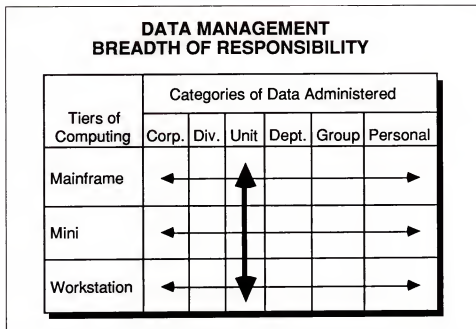 DATA MANAGEMENT
BREADTH OF RESPONSIBILITY
Categories of Data Administered
Tiers of
Computing
Corp. Div. Unit Dept. Group Personal
Mainframe
Mini
Workstation